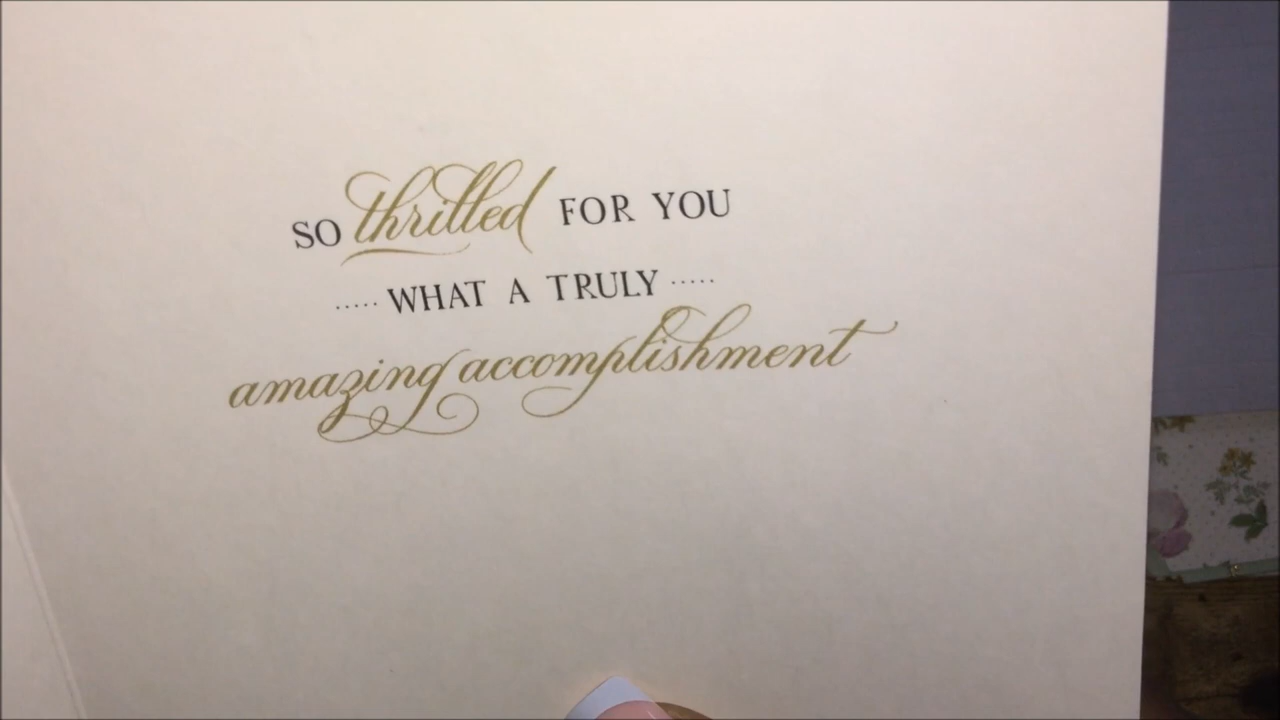 SO thrilled FOR YOU
..... WHAT A TRULY .....
amazing accomplishment